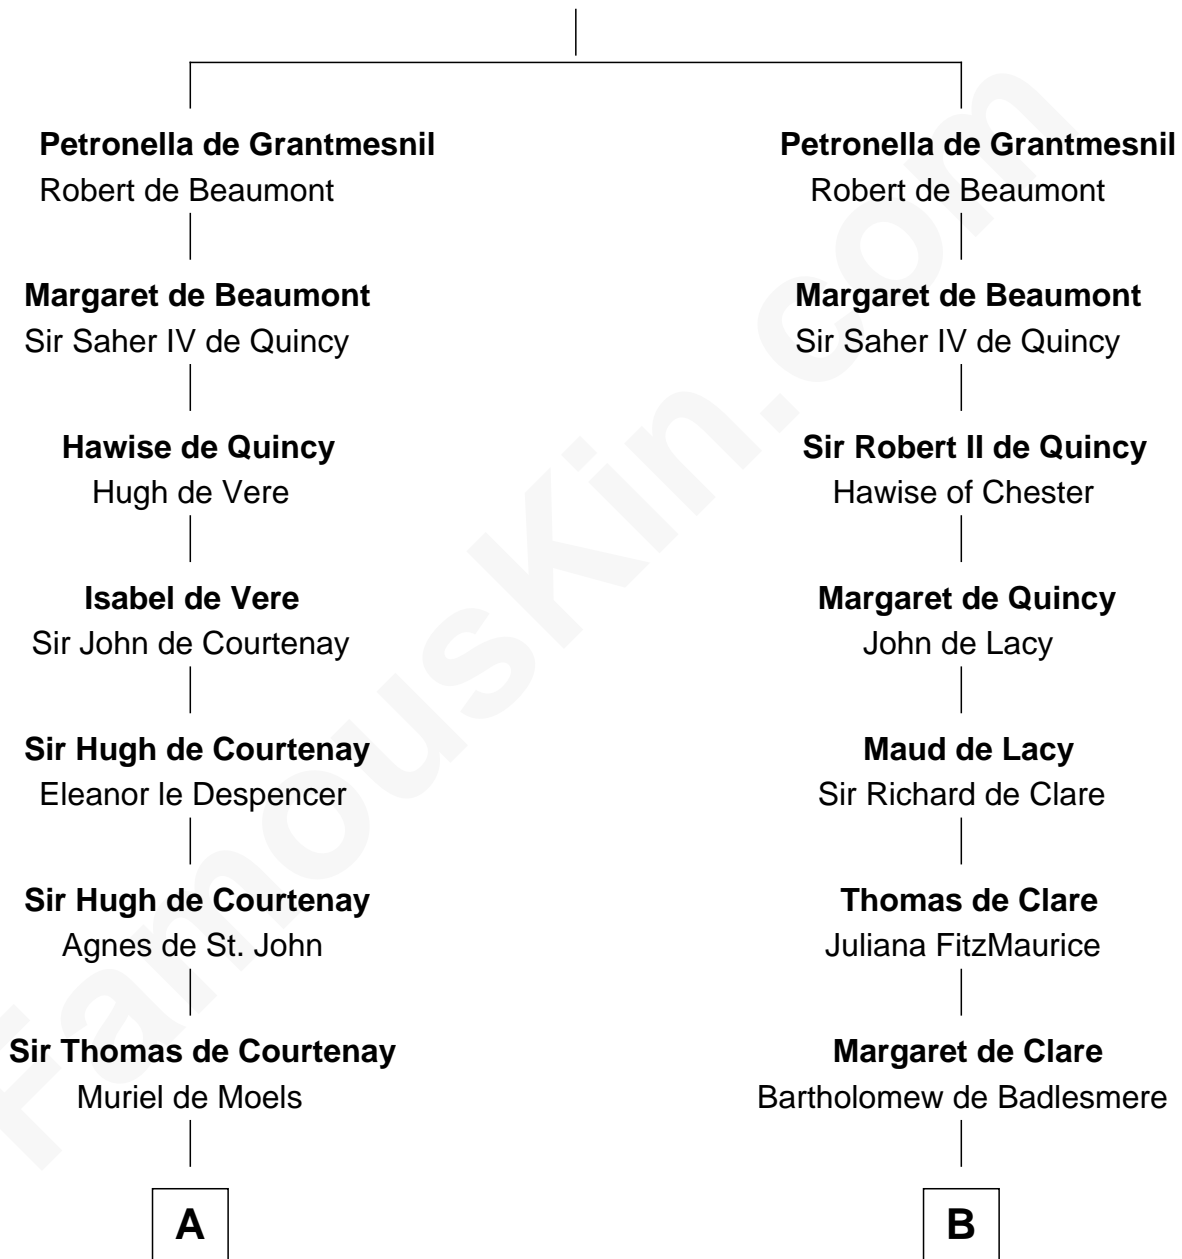 Petronella de Grantmesnil
Robert de Beaumont
Margaret de Beaumont
Sir Saher IV de Quincy
Hawise de Quincy
Hugh de Vere
Isabel de Vere
Sir John de Courtenay
Sir Hugh de Courtenay
Eleanor le Despencer
Sir Hugh de Courtenay
Agnes de St. John
Sir Thomas de Courtenay
Muriel de Moels
A
Petronella de Grantmesnil
Robert de Beaumont
Margaret de Beaumont
Sir Saher IV de Quincy
Sir Robert II de Quincy
Hawise of Chester
Margaret de Quincy
John de Lacy
Maud de Lacy
Sir Richard de Clare
Thomas de Clare
Juliana FitzMaurice
Margaret de Clare
Bartholomew de Badlesmere
B
FamousKin.com